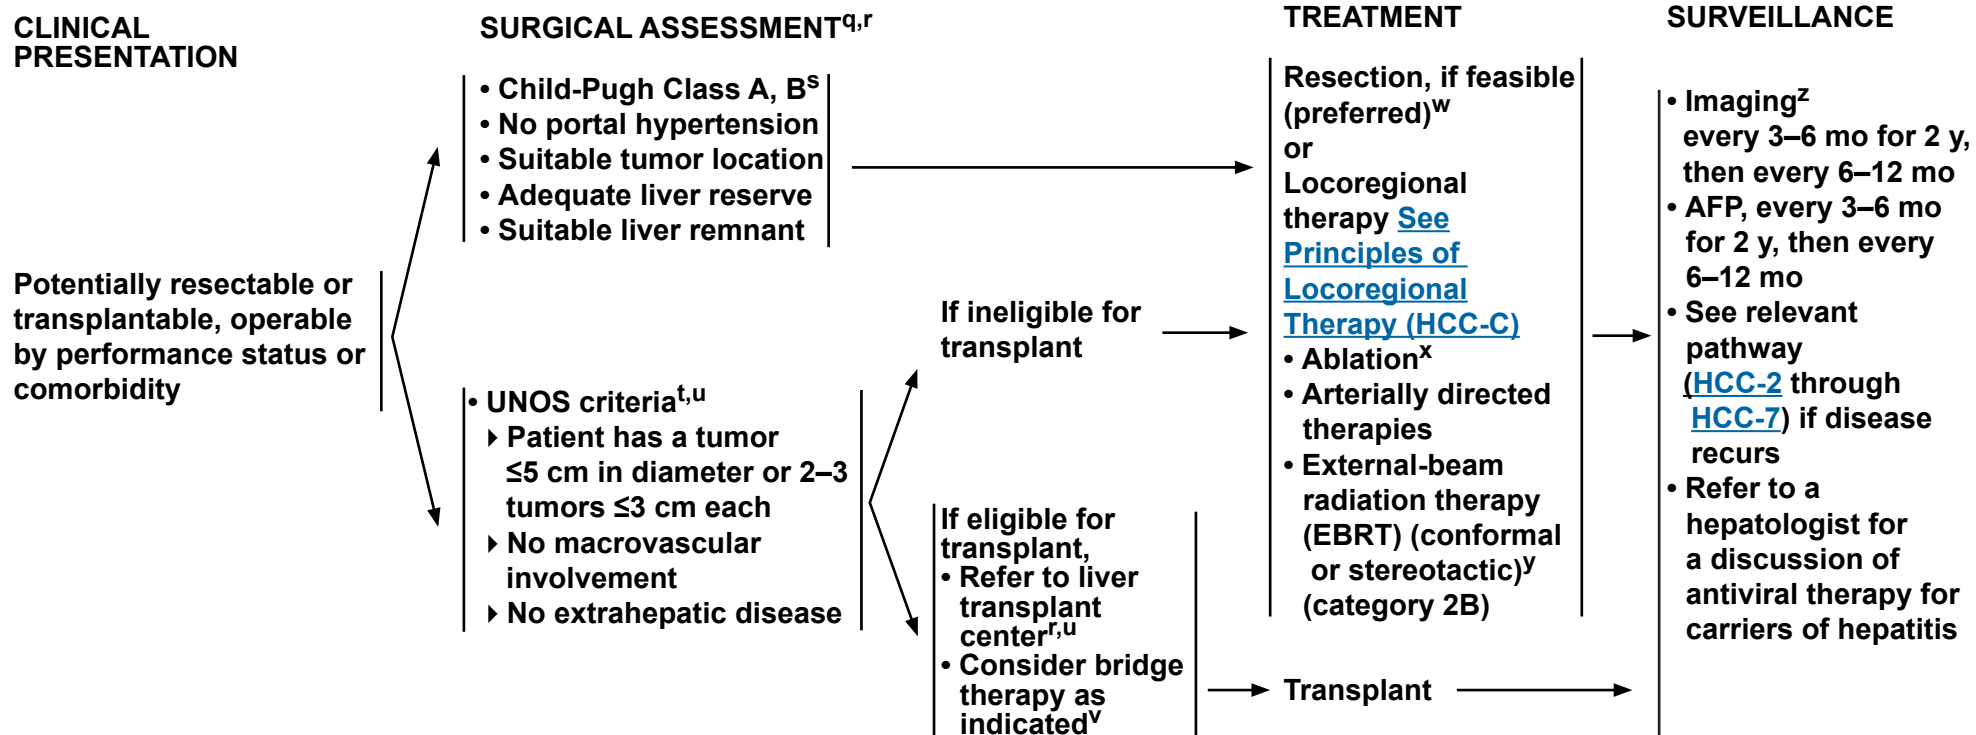 CLINICAL
PRESENTATION
Potentially resectable or
transplantable, operable
by performance status or
comorbidity
SURGICAL ASSESSMENTq,r
• Child-Pugh Class A, Bs
• No portal hypertension
• Suitable tumor location
• Adequate liver reserve
• Suitable liver remnant
• UNOS criteriat,u
▸ Patient has a tumor
≤5 cm in diameter or 2–3
tumors ≤3 cm each
▸ No macrovascular
involvement
▸ No extrahepatic disease
If ineligible for
transplant
If eligible for
transplant,
• Refer to liver
transplant
centerr,u
• Consider bridge
therapy as
indicatedv
TREATMENT
Resection, if feasible
(preferred)w
or
Locoregional
therapy See
Principles of
Locoregional
Therapy (HCC-C)
• Ablationx
• Arterially directed
therapies
• External-beam
radiation therapy
(EBRT) (conformal
or stereotactic)y
(category 2B)
Transplant
SURVEILLANCE
• Imagingz
every 3–6 mo for 2 y,
then every 6–12 mo
• AFP, every 3–6 mo
for 2 y, then every
6–12 mo
• See relevant
pathway
(HCC-2 through
HCC-7) if disease
recurs
• Refer to a
hepatologist for
a discussion of
antiviral therapy for
carriers of hepatitis